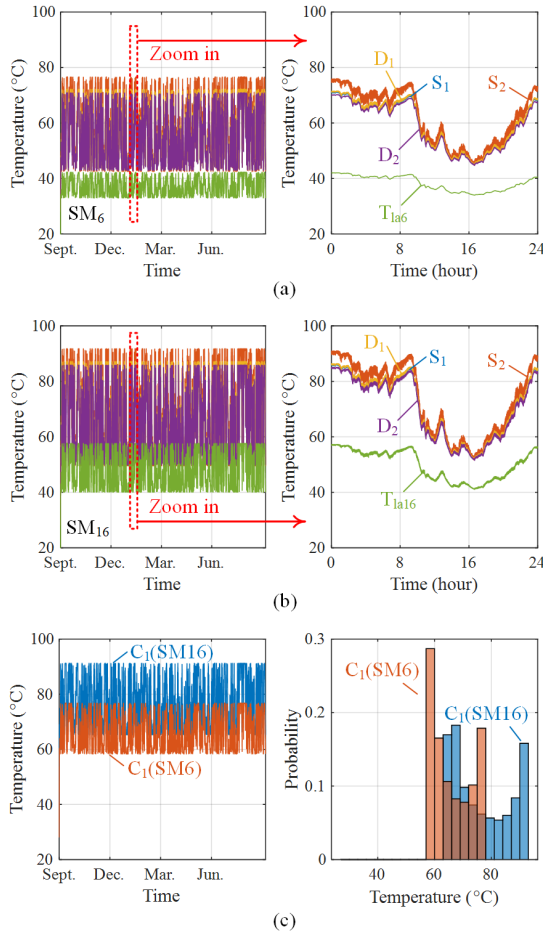 Zoom in
Temperature (°C)
100
80
60
40
20
SM6
Sept. Dec. Mar. Jun.
Time
Temperature (°C)
100
80
60
40
20
D1
S1
S2
D2
Tla6
0 8 16 24
Time (hour)
(a)
Temperature (°C)
100
80
60
40
20
Zoom in
SM16
Sept. Dec. Mar. Jun.
Time
Temperature (°C)
100
80
60
40
20
D1
S1
S2
D2
Tla16
0 8 16 24
Time (hour)
(b)
Temperature (°C)
100
80
60
40
20
C1(SM16)
C1(SM6)
Sept. Dec. Mar. Jun.
Time
Probability
0.3
0.2
0.1
0
C1(SM6)
C1(SM16)
40 60 80
Temperature (°C)
(c)